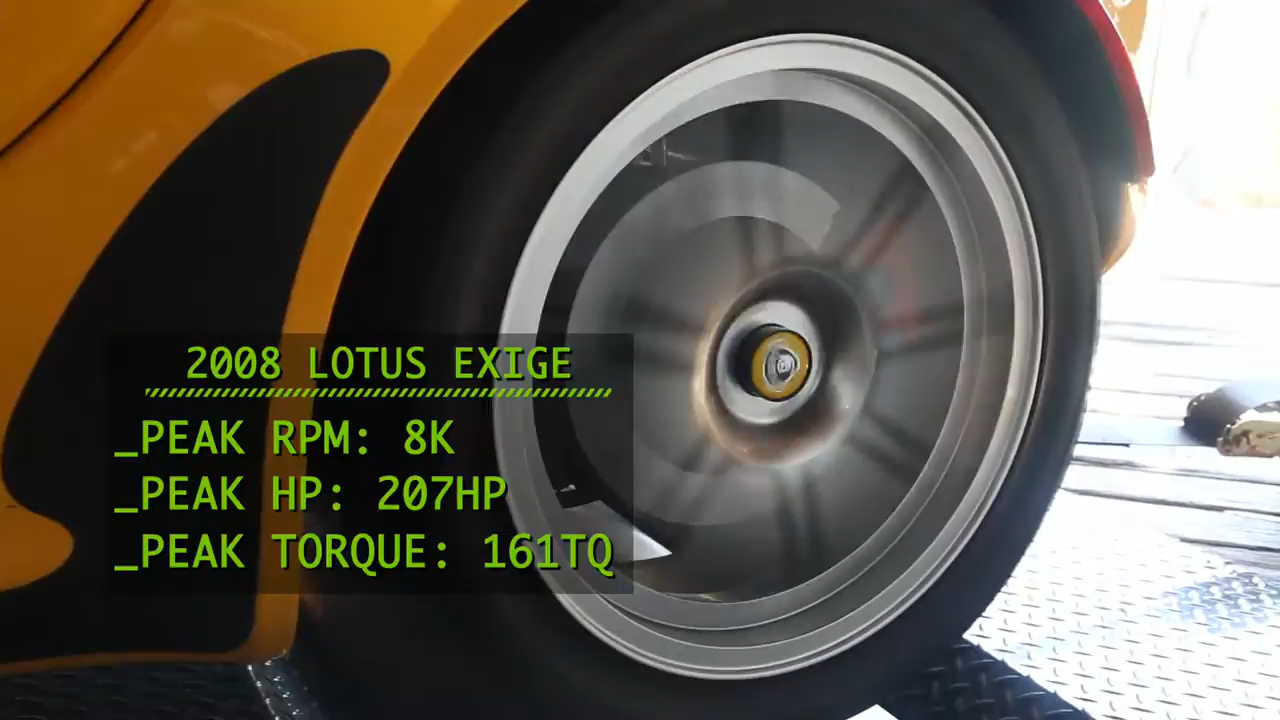 2008 LOTUS EXIGE
_PEAK RPM: 8K
_PEAK HP: 207HP
_PEAK TORQUE: 161TQ